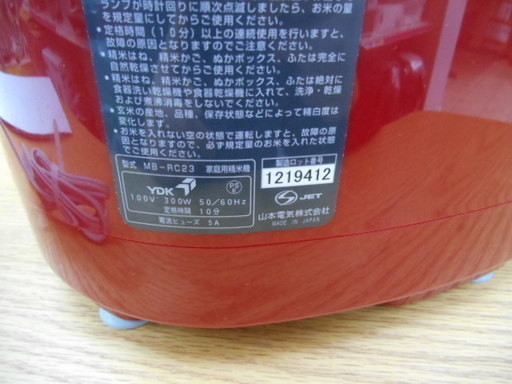 ランプが時計回りに順次点滅しましたら、お米の量
を規定量にしてからご使用ください。
•定格時間（10分）以上の連続使用を行いますと、
故障の原因となりますのでご注意ください。
•精米はね、精米かご、ぬかボックス、ふたは完全に
自然乾燥させてからご使用ください。
•精米はね、精米かご、ぬかボックス、ふたは絶対に
食器洗い乾燥機や食器乾燥機に入れて、洗浄・乾燥
および煮沸消毒をしないでください。
•玄米の産地、品種、保存状態などによって精白度は
変化します。
•お米を入れない空の状態で運転しますと、故障の原
因となりますので、必ず規定量のお米を入れてお使い
ください。
型式 MB-RC23 家庭用精米機
YDK
PS
E
100V 300W 50/60Hz
定格時間 10分
電流ヒューズ 5A
製造ロット番号
1219412
S JET
山本電気株式会社
MADE IN JAPAN